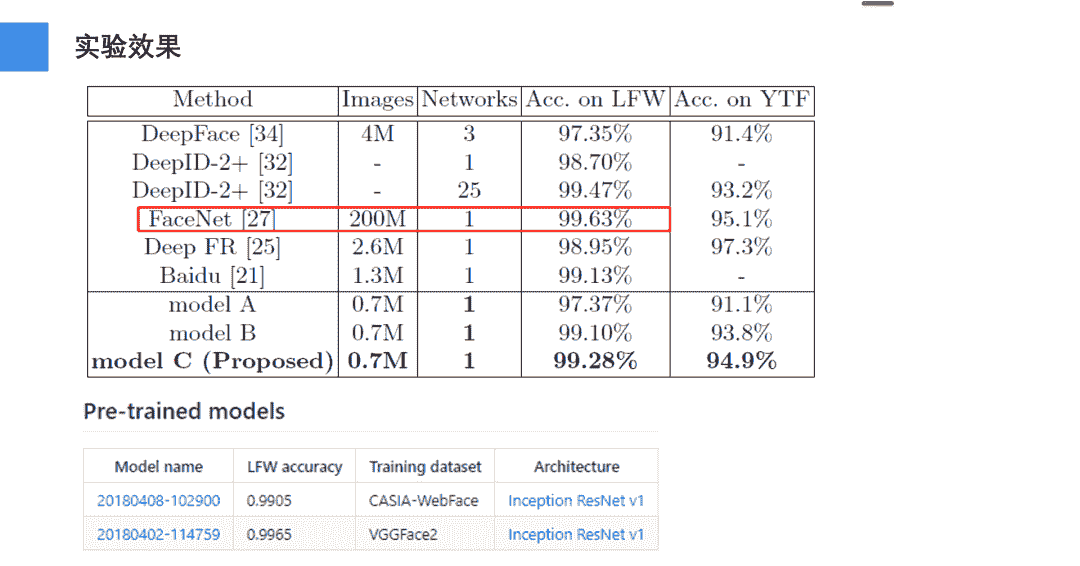 实验效果
Method Images Networks Acc. on LFW Acc. on YTF
DeepFace [34] 4M 3 97.35% 91.4%
DeepID-2+ [32] - 1 98.70% -
DeepID-2+ [32] - 25 99.47% 93.2%
FaceNet [27] 200M 1 99.63% 95.1%
Deep FR [25] 2.6M 1 98.95% 97.3%
Baidu [21] 1.3M 1 99.13% -
model A 0.7M 1 97.37% 91.1%
model B 0.7M 1 99.10% 93.8%
model C (Proposed) 0.7M 1 99.28% 94.9%
Pre-trained models
Model name LFW accuracy Training dataset Architecture
20180408-102900 0.9905 CASIA-WebFace Inception ResNet v1
20180402-114759 0.9965 VGGFace2 Inception ResNet v1